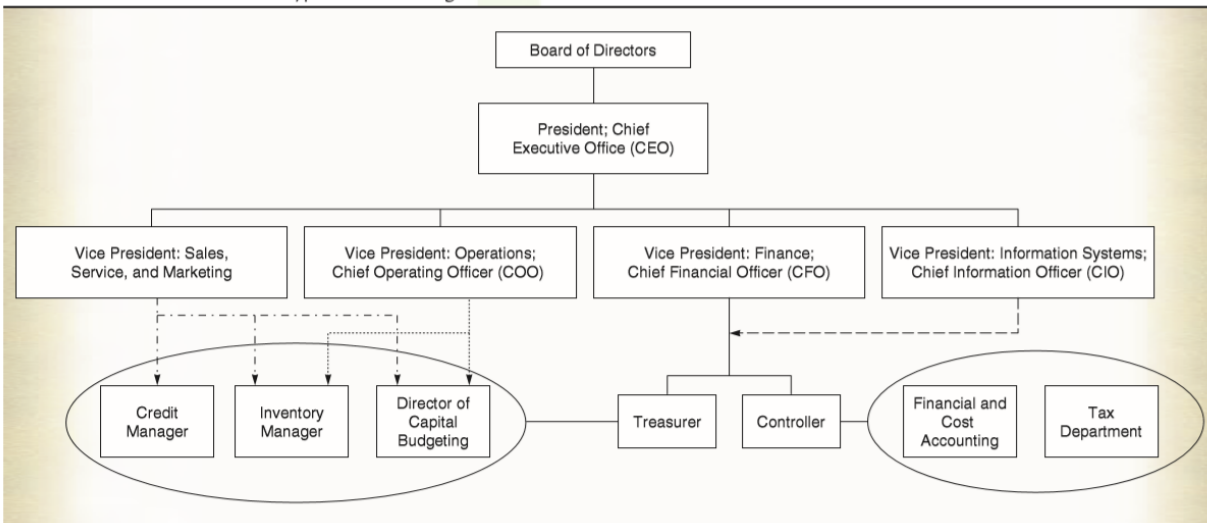 Board of Directors
President; Chief
Executive Office (CEO)
Vice President: Sales,
Service, and Marketing
Vice President: Operations;
Chief Operating Officer (COO)
Vice President: Finance;
Chief Financial Officer (CFO)
Vice President: Information Systems;
Chief Information Officer (CIO)
Credit
Manager
Inventory
Manager
Director of
Capital
Budgeting
Treasurer
Controller
Financial and
Cost
Accounting
Tax
Department